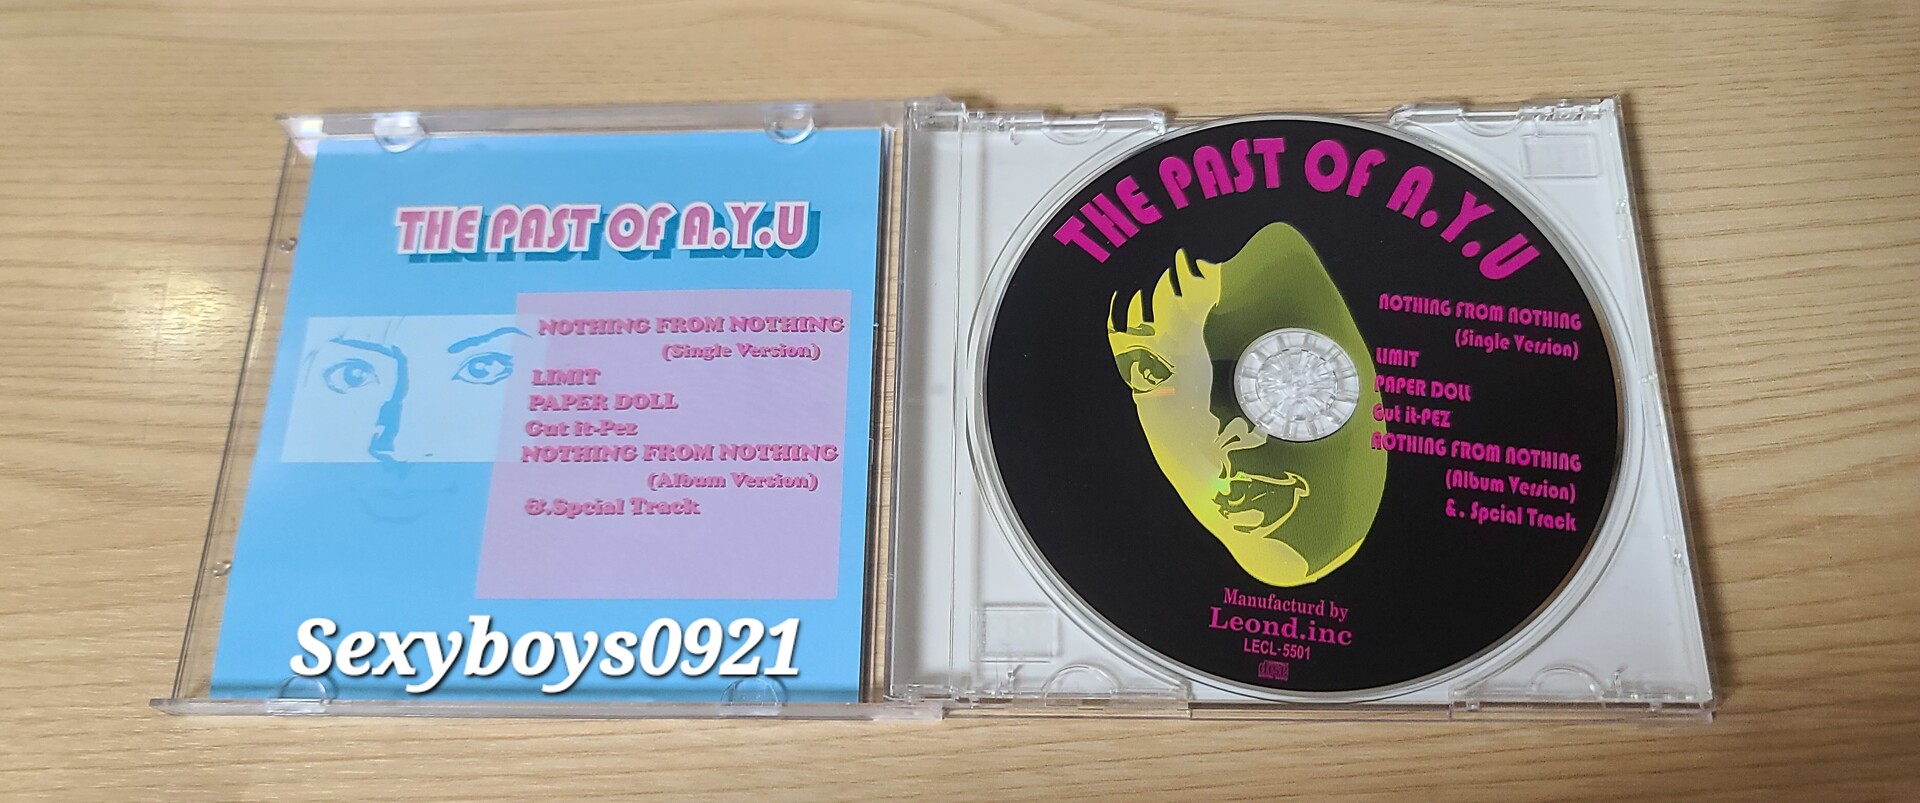 THE PAST OF A.Y.U
NOTHING FROM NOTHING
(Single Version)
LIMIT
PAPER DOLL
Gut it-Pez
NOTHING FROM NOTHING
(Album Version)
&.Spcial Track
Sexyboys0921
THE PAST OF A.Y.U
NOTHING FROM NOTHING
(Single Version)
LIMIT
PAPER DOLL
Gut it-PEZ
NOTHING FROM NOTHING
(Album Version)
&. Spcial Track
Manufacturd by
Leond.inc
LECL-5501